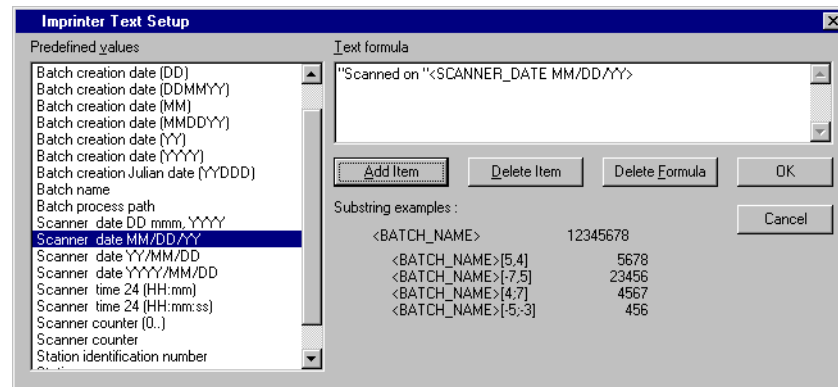 Imprinter Text Setup
Predefined values
Batch creation date (DD)
Batch creation date (DDMMYY)
Batch creation date (MM)
Batch creation date (MMDDYY)
Batch creation date (YY)
Batch creation date (YYYY)
Batch creation Julian date (YYDDD)
Batch name
Batch process path
Scanner date DD mmm, YYYY
Scanner date MM/DD/YY
Scanner date YY/MM/DD
Scanner date YYYY/MM/DD
Scanner time 24 (HH:mm)
Scanner time 24 (HH:mm:ss)
Scanner counter (0..)
Scanner counter
Station identification number
Text formula
"Scanned on "<SCANNER_DATE MM/DD/YY>
Add Item Delete Item Delete Formula OK
Cancel
Substring examples :
<BATCH_NAME> 12345678
<BATCH_NAME>[5,4] 5678
<BATCH_NAME>[-7,5] 23456
<BATCH_NAME>[4;7] 4567
<BATCH_NAME>[-5;-3] 456